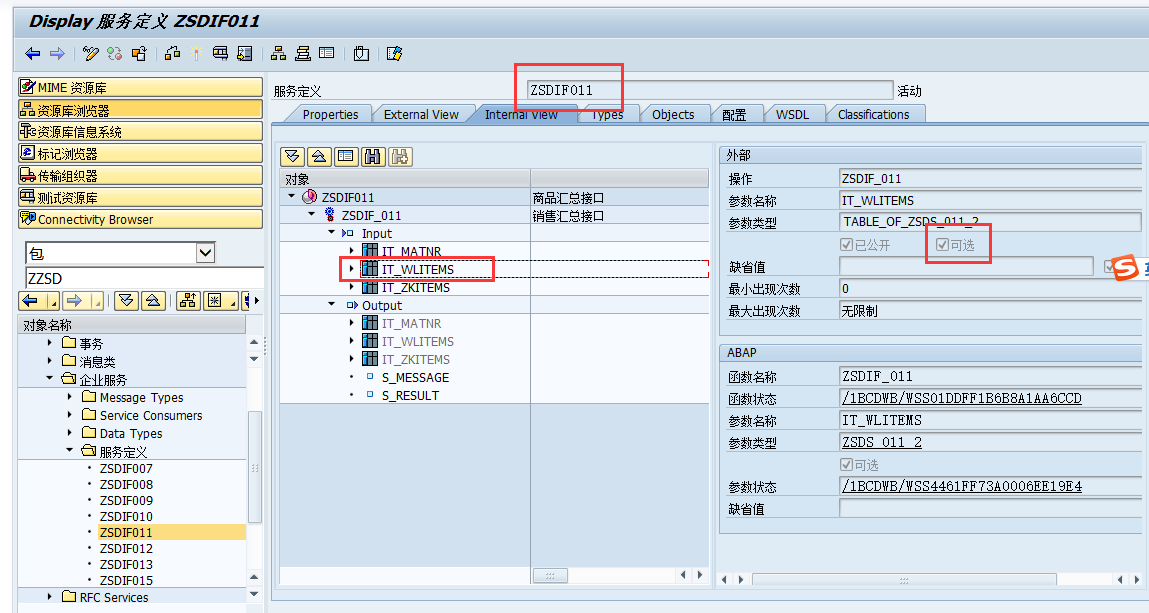 Display 服务定义 ZSDIF011
MIME 资源库
资源库浏览器
资源库信息系统
标记浏览器
传输组织器
测试资源库
Connectivity Browser
包
ZZSD
对象名称
事务
消息类
企业服务
Message Types
Service Consumers
Data Types
服务定义
ZSDIF007
ZSDIF008
ZSDIF009
ZSDIF010
ZSDIF011
ZSDIF012
ZSDIF013
ZSDIF015
RFC Services
服务定义 ZSDIF011 活动
Properties External View Internal View Types Objects 配置 WSDL Classifications
对象
ZSDIF011 商品汇总接口
ZSDIF_011 销售汇总接口
Input
IT_MATNR
IT_WLITEMS
IT_ZKITEMS
Output
IT_MATNR
IT_WLITEMS
IT_ZKITEMS
S_MESSAGE
S_RESULT
外部
操作 ZSDIF_011
参数名称 IT_WLITEMS
参数类型 TABLE_OF_ZSDS_011_2
已公开 可选
缺省值
最小出现次数 0
最大出现次数 无限制
ABAP
函数名称 ZSDIF_011
函数状态 /1BCDWB/WSS01DDFF1B6B8A1AA6CCD
参数名称 IT_WLITEMS
参数类型 ZSDS_011_2
可选
参数状态 /1BCDWB/WSS4461FF73A0006EE19E4
缺省值